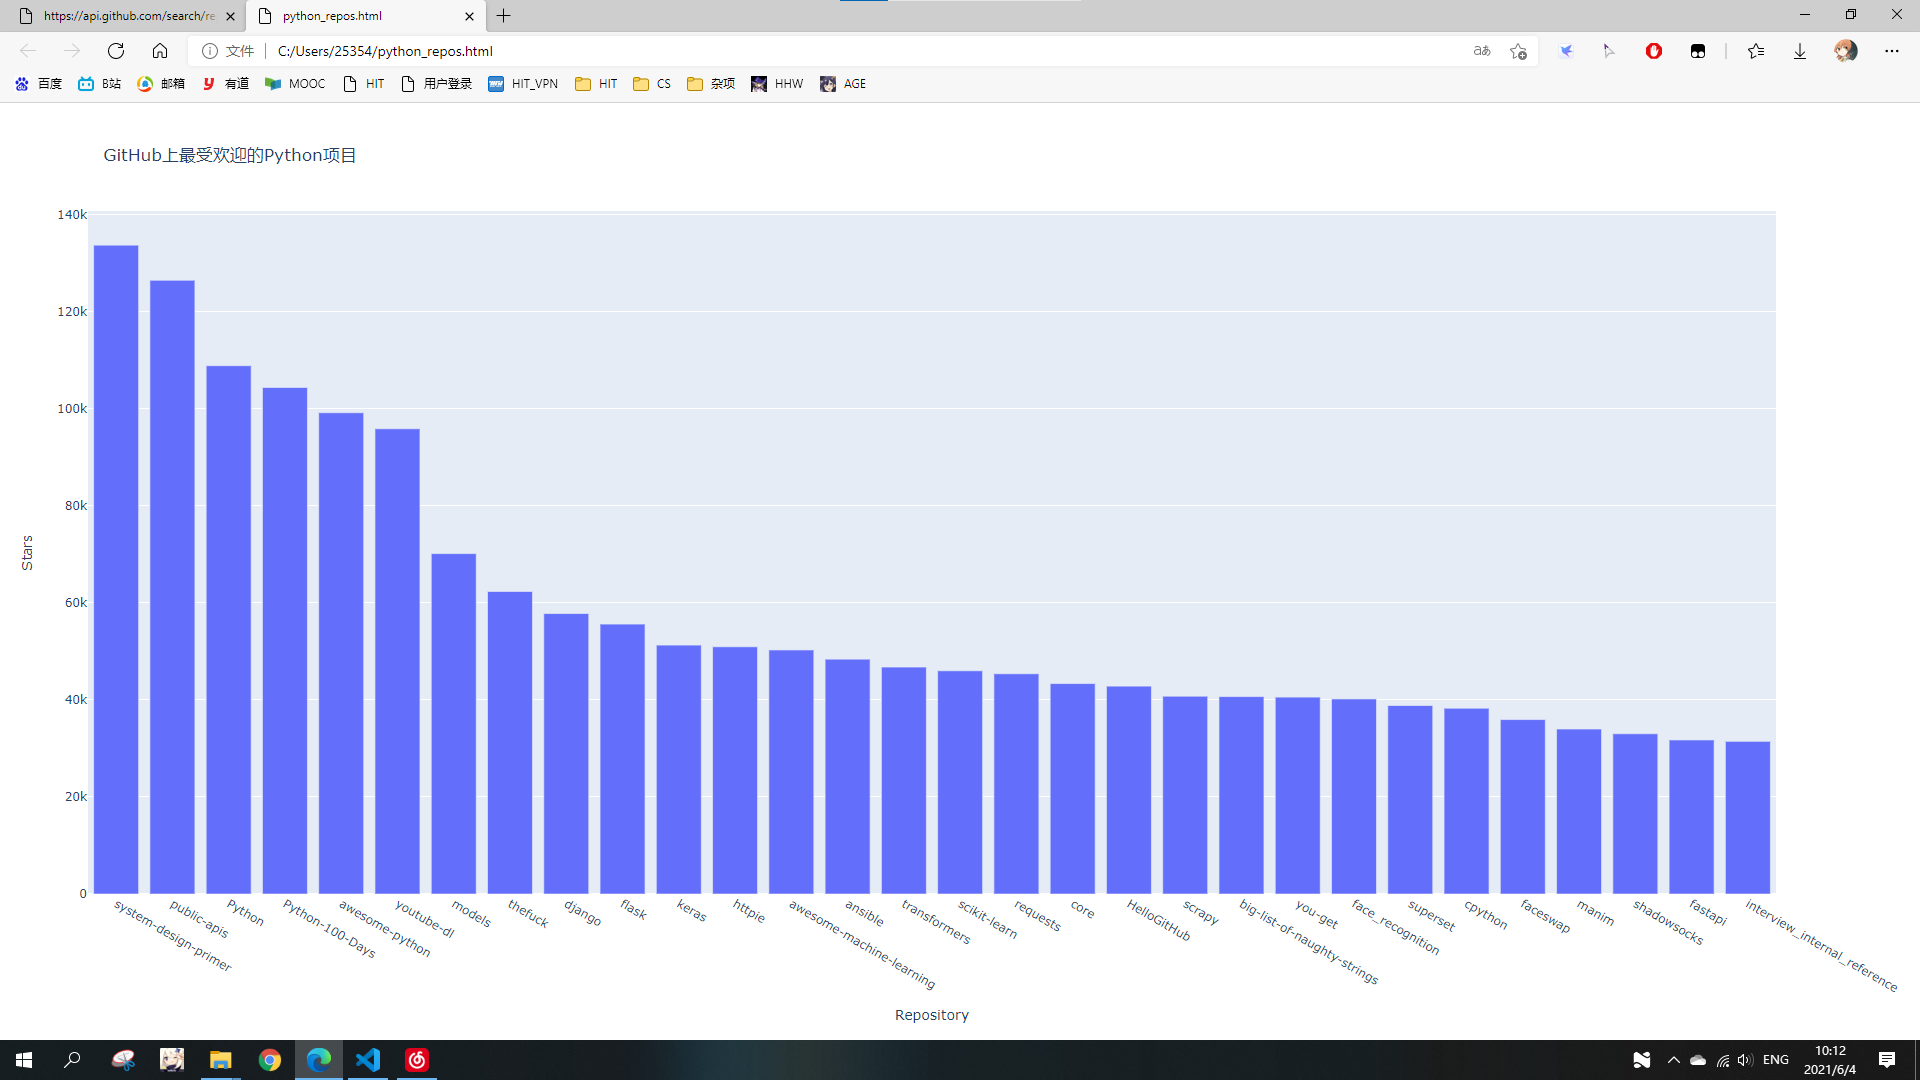 https://api.github.com/search/re
python_repos.html
文件
C:/Users/25354/python_repos.html
aあ
百度
B站
邮箱
有道
MOOC
HIT
用户登录
HIT_VPN
HIT
CS
杂项
HHW
AGE
GitHub上最受欢迎的Python项目
140k
120k
100k
80k
60k
40k
20k
0
Stars
system-design-primer
public-apis
Python
Python-100-Days
awesome-python
youtube-dl
models
thefuck
django
flask
keras
httpie
awesome-machine-learning
ansible
transformers
scikit-learn
requests
core
HelloGitHub
scrapy
big-list-of-naughty-strings
you-get
face_recognition
superset
cpython
faceswap
manim
shadowsocks
fastapi
interview_internal_reference
Repository
ENG
10:12
2021/6/4